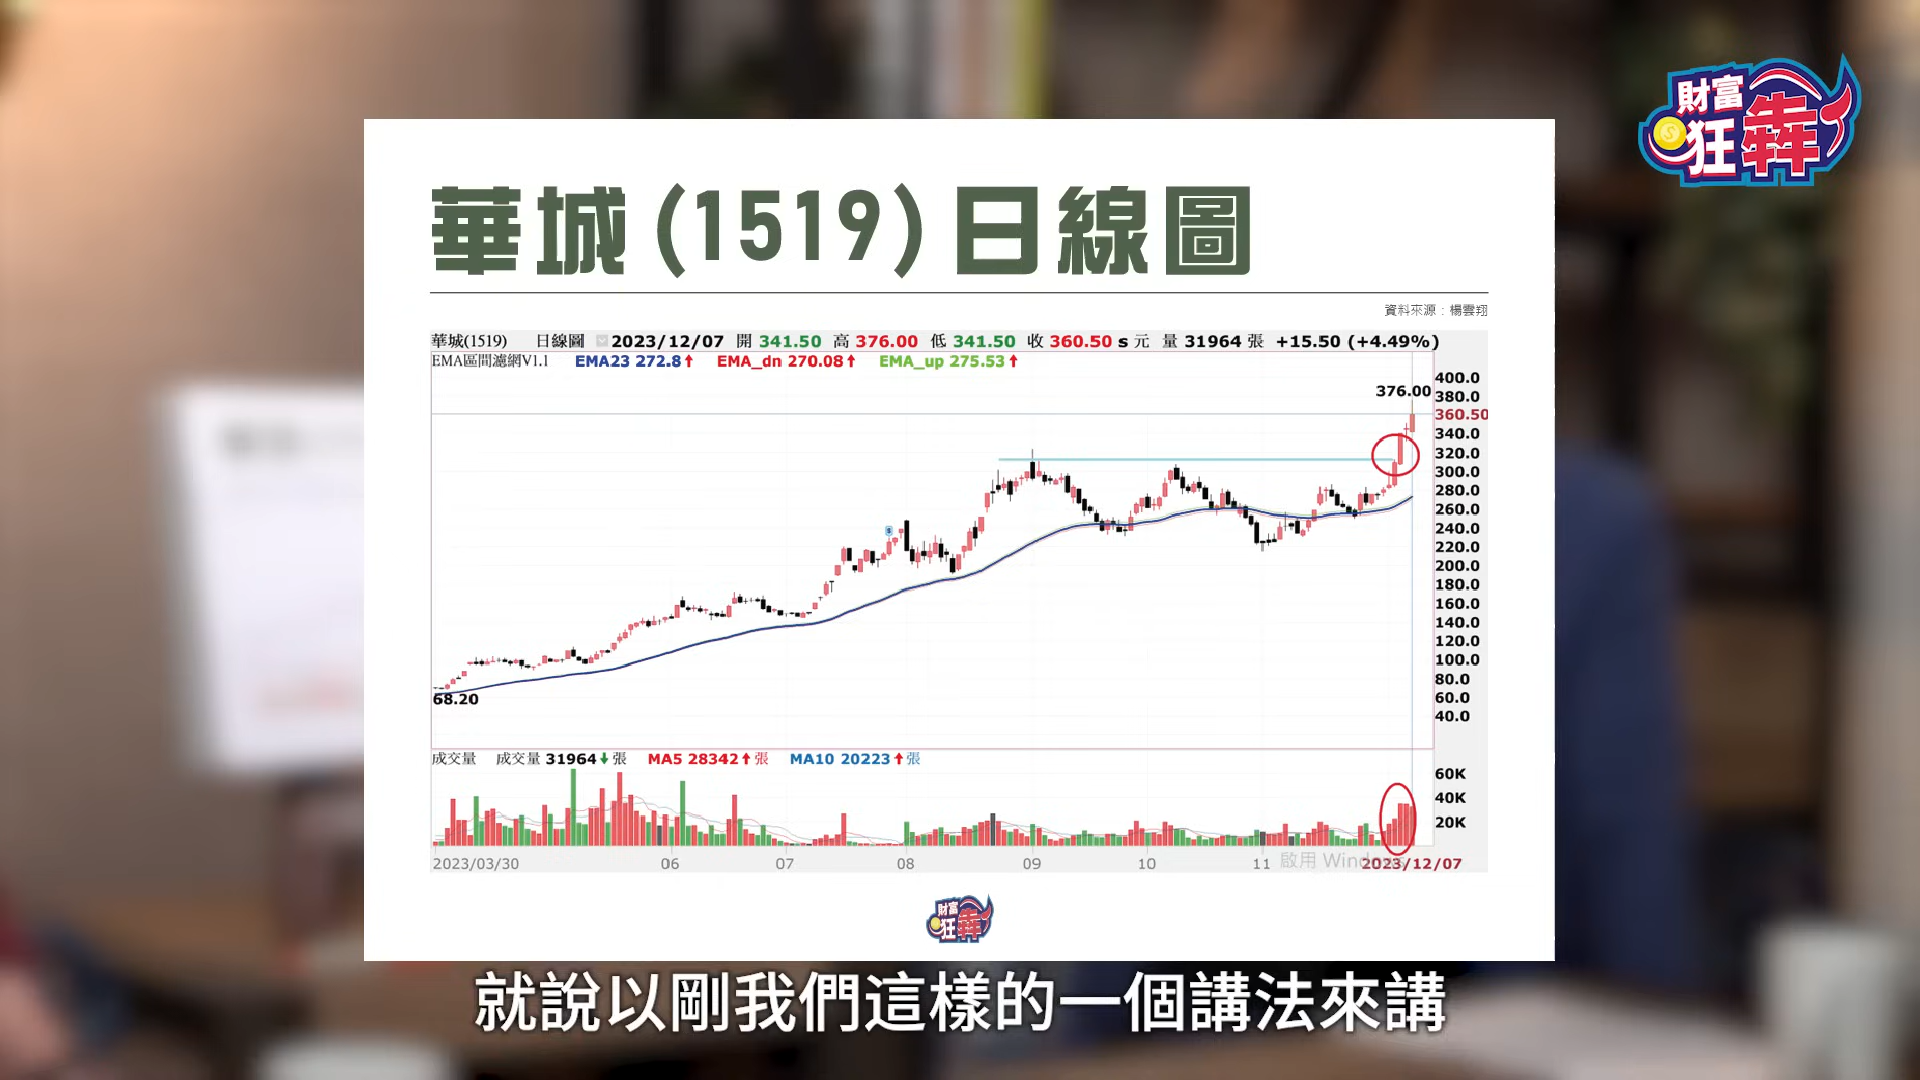 財富
狂犇
華城(1519)日線圖
資料來源：楊雲翔
華城(1519) 日線圖 2023/12/07 開 341.50 高 376.00 低 341.50 收 360.50 s 元 量 31964 張 +15.50 (+4.49%)
EMA區間濾網V1.1 EMA23 272.8↑ EMA_dn 270.08↑ EMA_up 275.53↑
400.0
376.00
380.0
360.50
340.0
320.0
300.0
280.0
260.0
240.0
220.0
200.0
180.0
160.0
140.0
120.0
100.0
80.0
68.20
60.0
40.0
成交量 成交量 31964↓張 MA5 28342↑張 MA10 20223↑張
60K
40K
20K
2023/03/30 06 07 08 09 10 11 2023/12/07
啟用 Windows
財富
狂犇
就說以剛我們這樣的一個講法來講